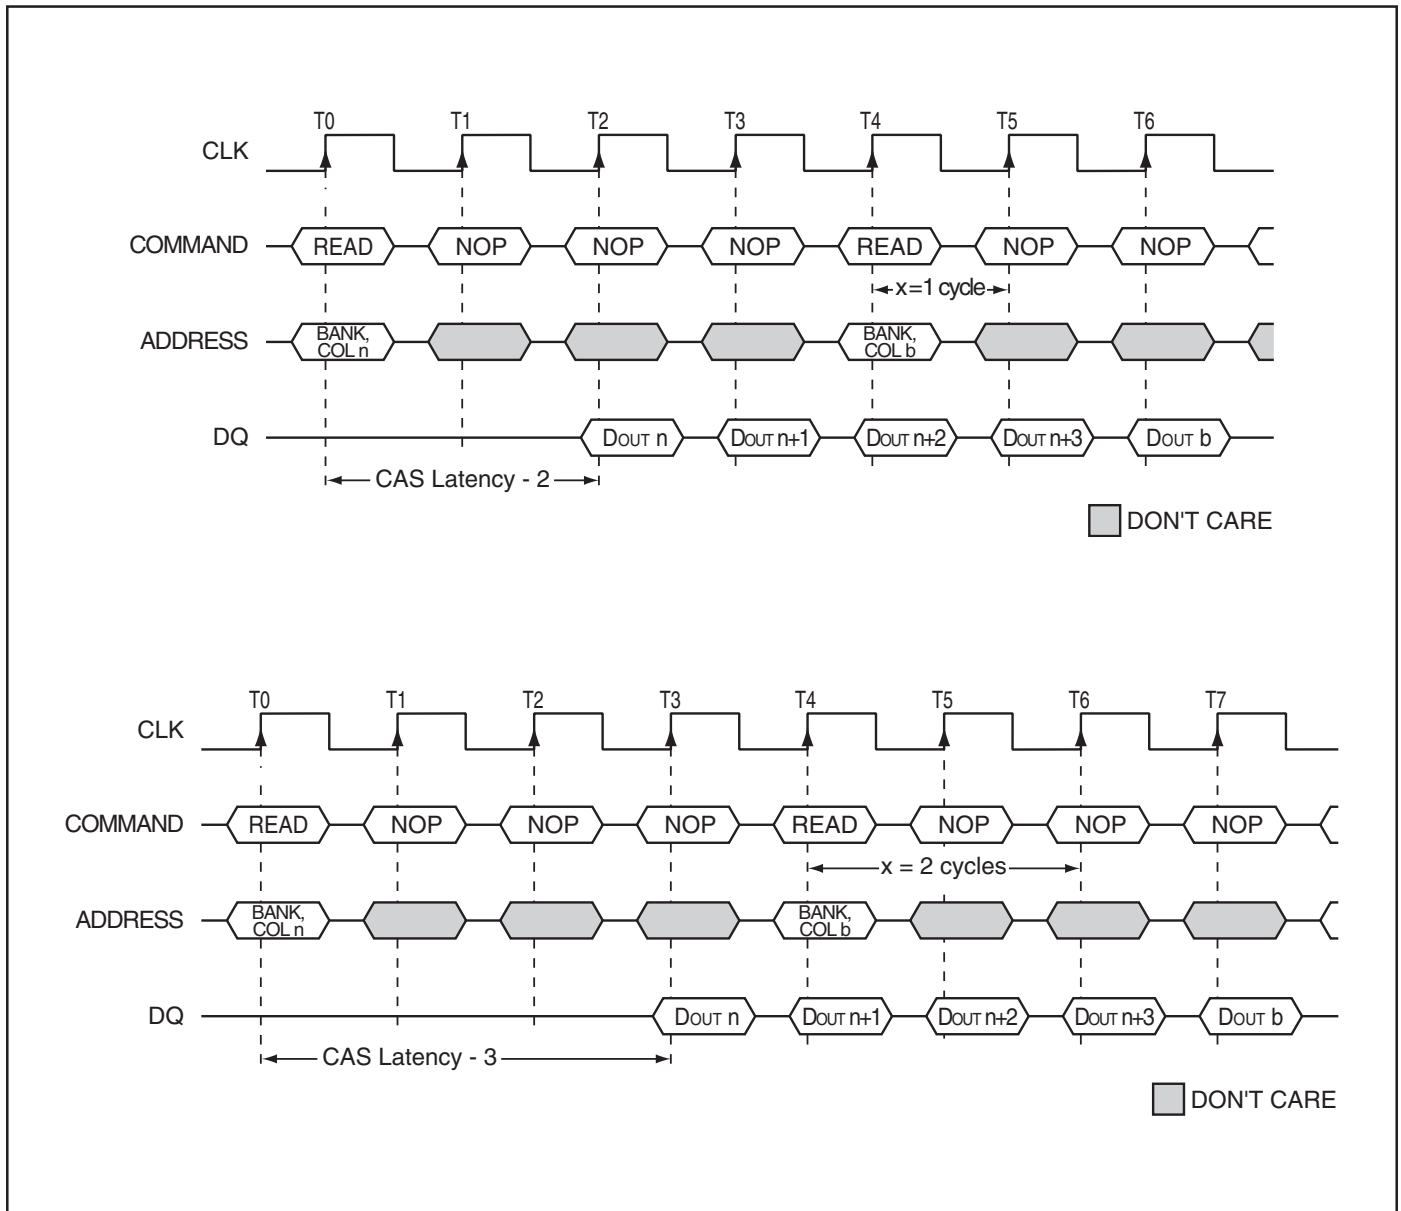 T0 T1 T2 T3 T4 T5 T6
CLK
COMMAND READ NOP NOP NOP READ NOP NOP
x=1 cycle
ADDRESS BANK, COL n BANK, COL b
DQ DOUT n DOUT n+1 DOUT n+2 DOUT n+3 DOUT b
CAS Latency - 2
DON'T CARE
T0 T1 T2 T3 T4 T5 T6 T7
CLK
COMMAND READ NOP NOP NOP READ NOP NOP NOP
x = 2 cycles
ADDRESS BANK, COL n BANK, COL b
DQ DOUT n DOUT n+1 DOUT n+2 DOUT n+3 DOUT b
CAS Latency - 3
DON'T CARE